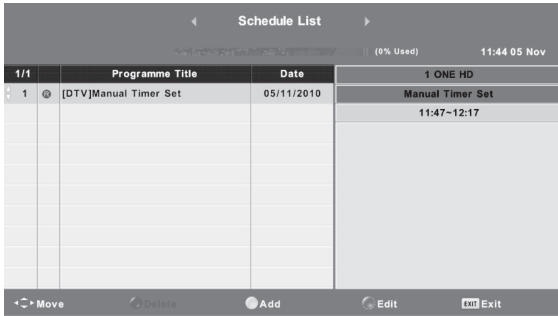 Schedule List
(0% Used) 11:44 05 Nov
1/1 Programme Title Date 1 ONE HD
1 ® [DTV]Manual Timer Set 05/11/2010 Manual Timer Set
11:47~12:17
Move Delete Add Edit EXIT Exit